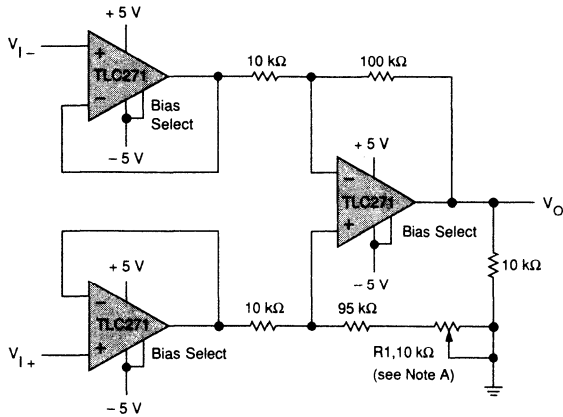 + 5 V
V I –
+
TLC271
–
Bias
Select
– 5 V
10 kΩ
100 kΩ
+ 5 V
–
TLC271
+
Bias Select
– 5 V
V O
10 kΩ
+ 5 V
–
TLC271
+
Bias Select
V I +
– 5 V
10 kΩ
95 kΩ
R1,10 kΩ
(see Note A)